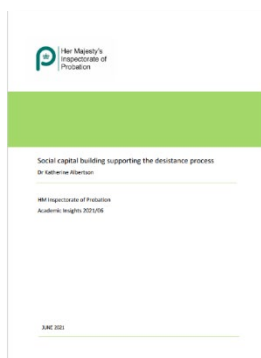 Her Majesty's
Inspectorate of
Probation
Social capital building supporting the desistance process
Dr Katherine Albertson
HM Inspectorate of Probation
Academic Insights 2021/06
JUNE 2021